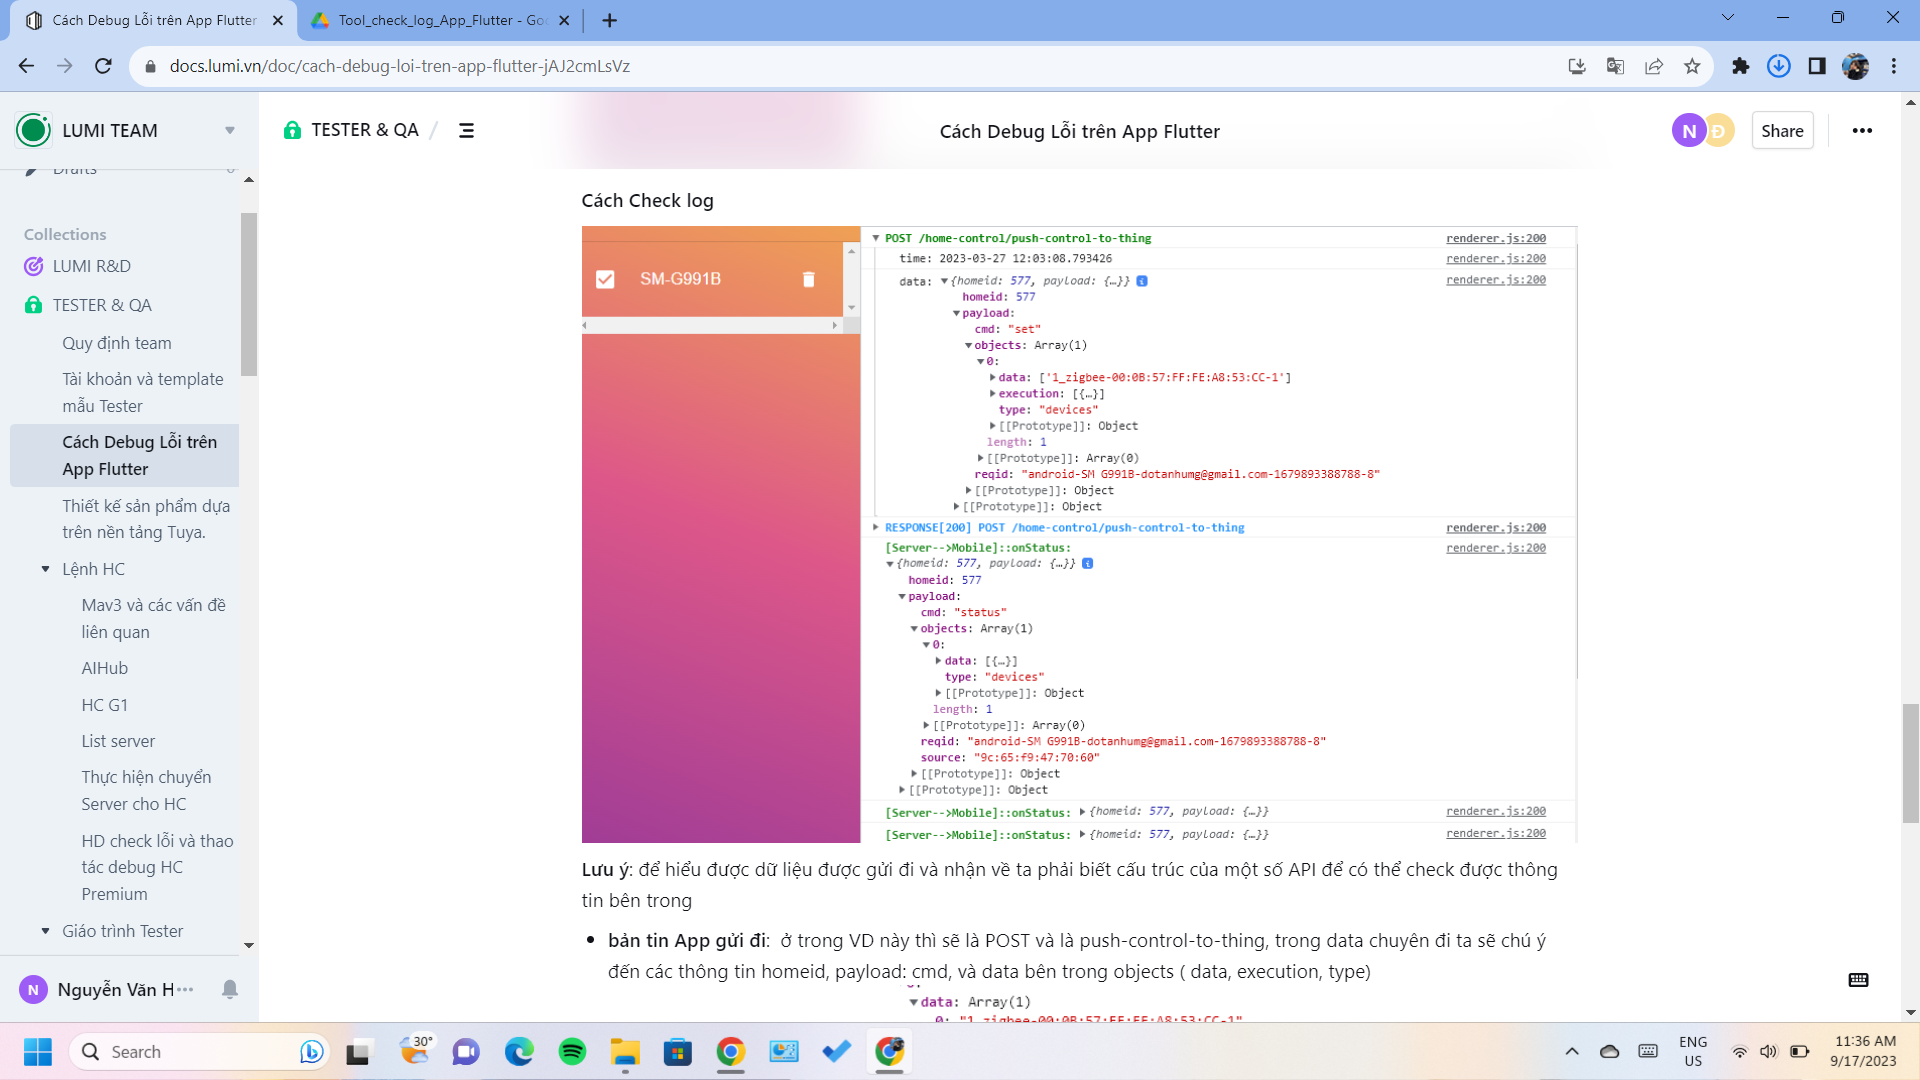 Cách Debug Lỗi trên App Flutter
Tool_check_log_App_Flutter - Goo
docs.lumi.vn/doc/cach-debug-loi-tren-app-flutter-jAJ2cmLsVz
LUMI TEAM
TESTER & QA /
Cách Debug Lỗi trên App Flutter
N
Đ
Share
Drafts
Collections
LUMI R&D
TESTER & QA
Quy định team
Tài khoản và template
mẫu Tester
Cách Debug Lỗi trên
App Flutter
Thiết kế sản phẩm dựa
trên nền tảng Tuya.
Lệnh HC
Mav3 và các vấn đề
liên quan
AIHub
HC G1
List server
Thực hiện chuyển
Server cho HC
HD check lỗi và thao
tác debug HC
Premium
Giáo trình Tester
N
Nguyễn Văn H
Cách Check log
SM-G991B
POST /home-control/push-control-to-thing renderer.js:200
time: 2023-03-27 12:03:08.793426 renderer.js:200
data: {homeid: 577, payload: {…}} renderer.js:200
homeid: 577
payload:
cmd: "set"
objects: Array(1)
0:
data: ['1_zigbee-00:0B:57:FF:FE:A8:53:CC-1']
execution: [{…}]
type: "devices"
[[Prototype]]: Object
length: 1
[[Prototype]]: Array(0)
reqid: "android-SM G991B-dotanhumg@gmail.com-1679893388788-8"
[[Prototype]]: Object
[[Prototype]]: Object
RESPONSE[200] POST /home-control/push-control-to-thing renderer.js:200
[Server-->Mobile]::onStatus: renderer.js:200
{homeid: 577, payload: {…}}
homeid: 577
payload:
cmd: "status"
objects: Array(1)
0:
data: [{…}]
type: "devices"
[[Prototype]]: Object
length: 1
[[Prototype]]: Array(0)
reqid: "android-SM G991B-dotanhumg@gmail.com-1679893388788-8"
source: "9c:65:f9:47:70:60"
[[Prototype]]: Object
[[Prototype]]: Object
[Server-->Mobile]::onStatus: {homeid: 577, payload: {…}} renderer.js:200
[Server-->Mobile]::onStatus: {homeid: 577, payload: {…}} renderer.js:200
Lưu ý: để hiểu được dữ liệu được gửi đi và nhận về ta phải biết cấu trúc của một số API để có thể check được thông
tin bên trong
• bản tin App gửi đi: ở trong VD này thì sẽ là POST và là push-control-to-thing, trong data chuyên đi ta sẽ chú ý
đến các thông tin homeid, payload: cmd, và data bên trong objects ( data, execution, type)
data: Array(1)
0: "1_zigbee-00:0B:57:FF:FE:A8:53:CC-1"
Search
30°
ENG
US
11:36 AM
9/17/2023